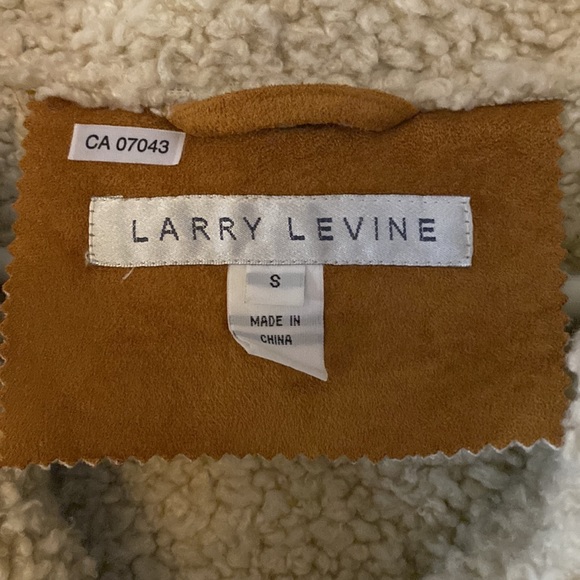 CA 07043
LARRY LEVINE
S
MADE IN
CHINA